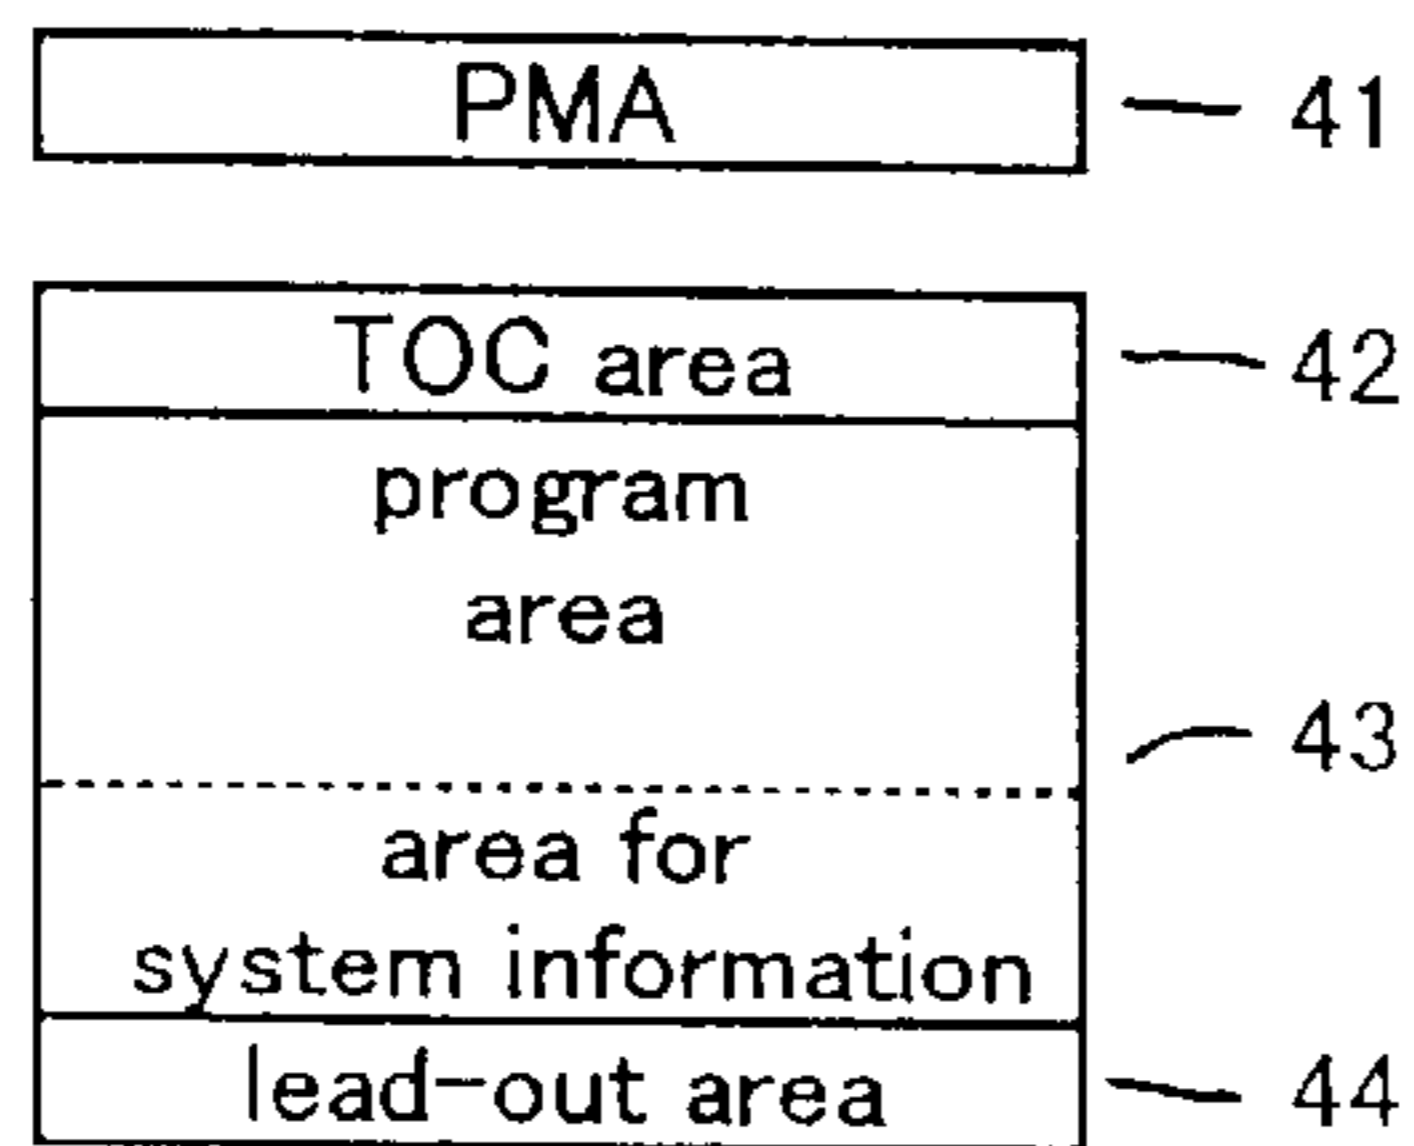 PMA 41
TOC area 42
program
area
43
area for
system information
lead-out area 44